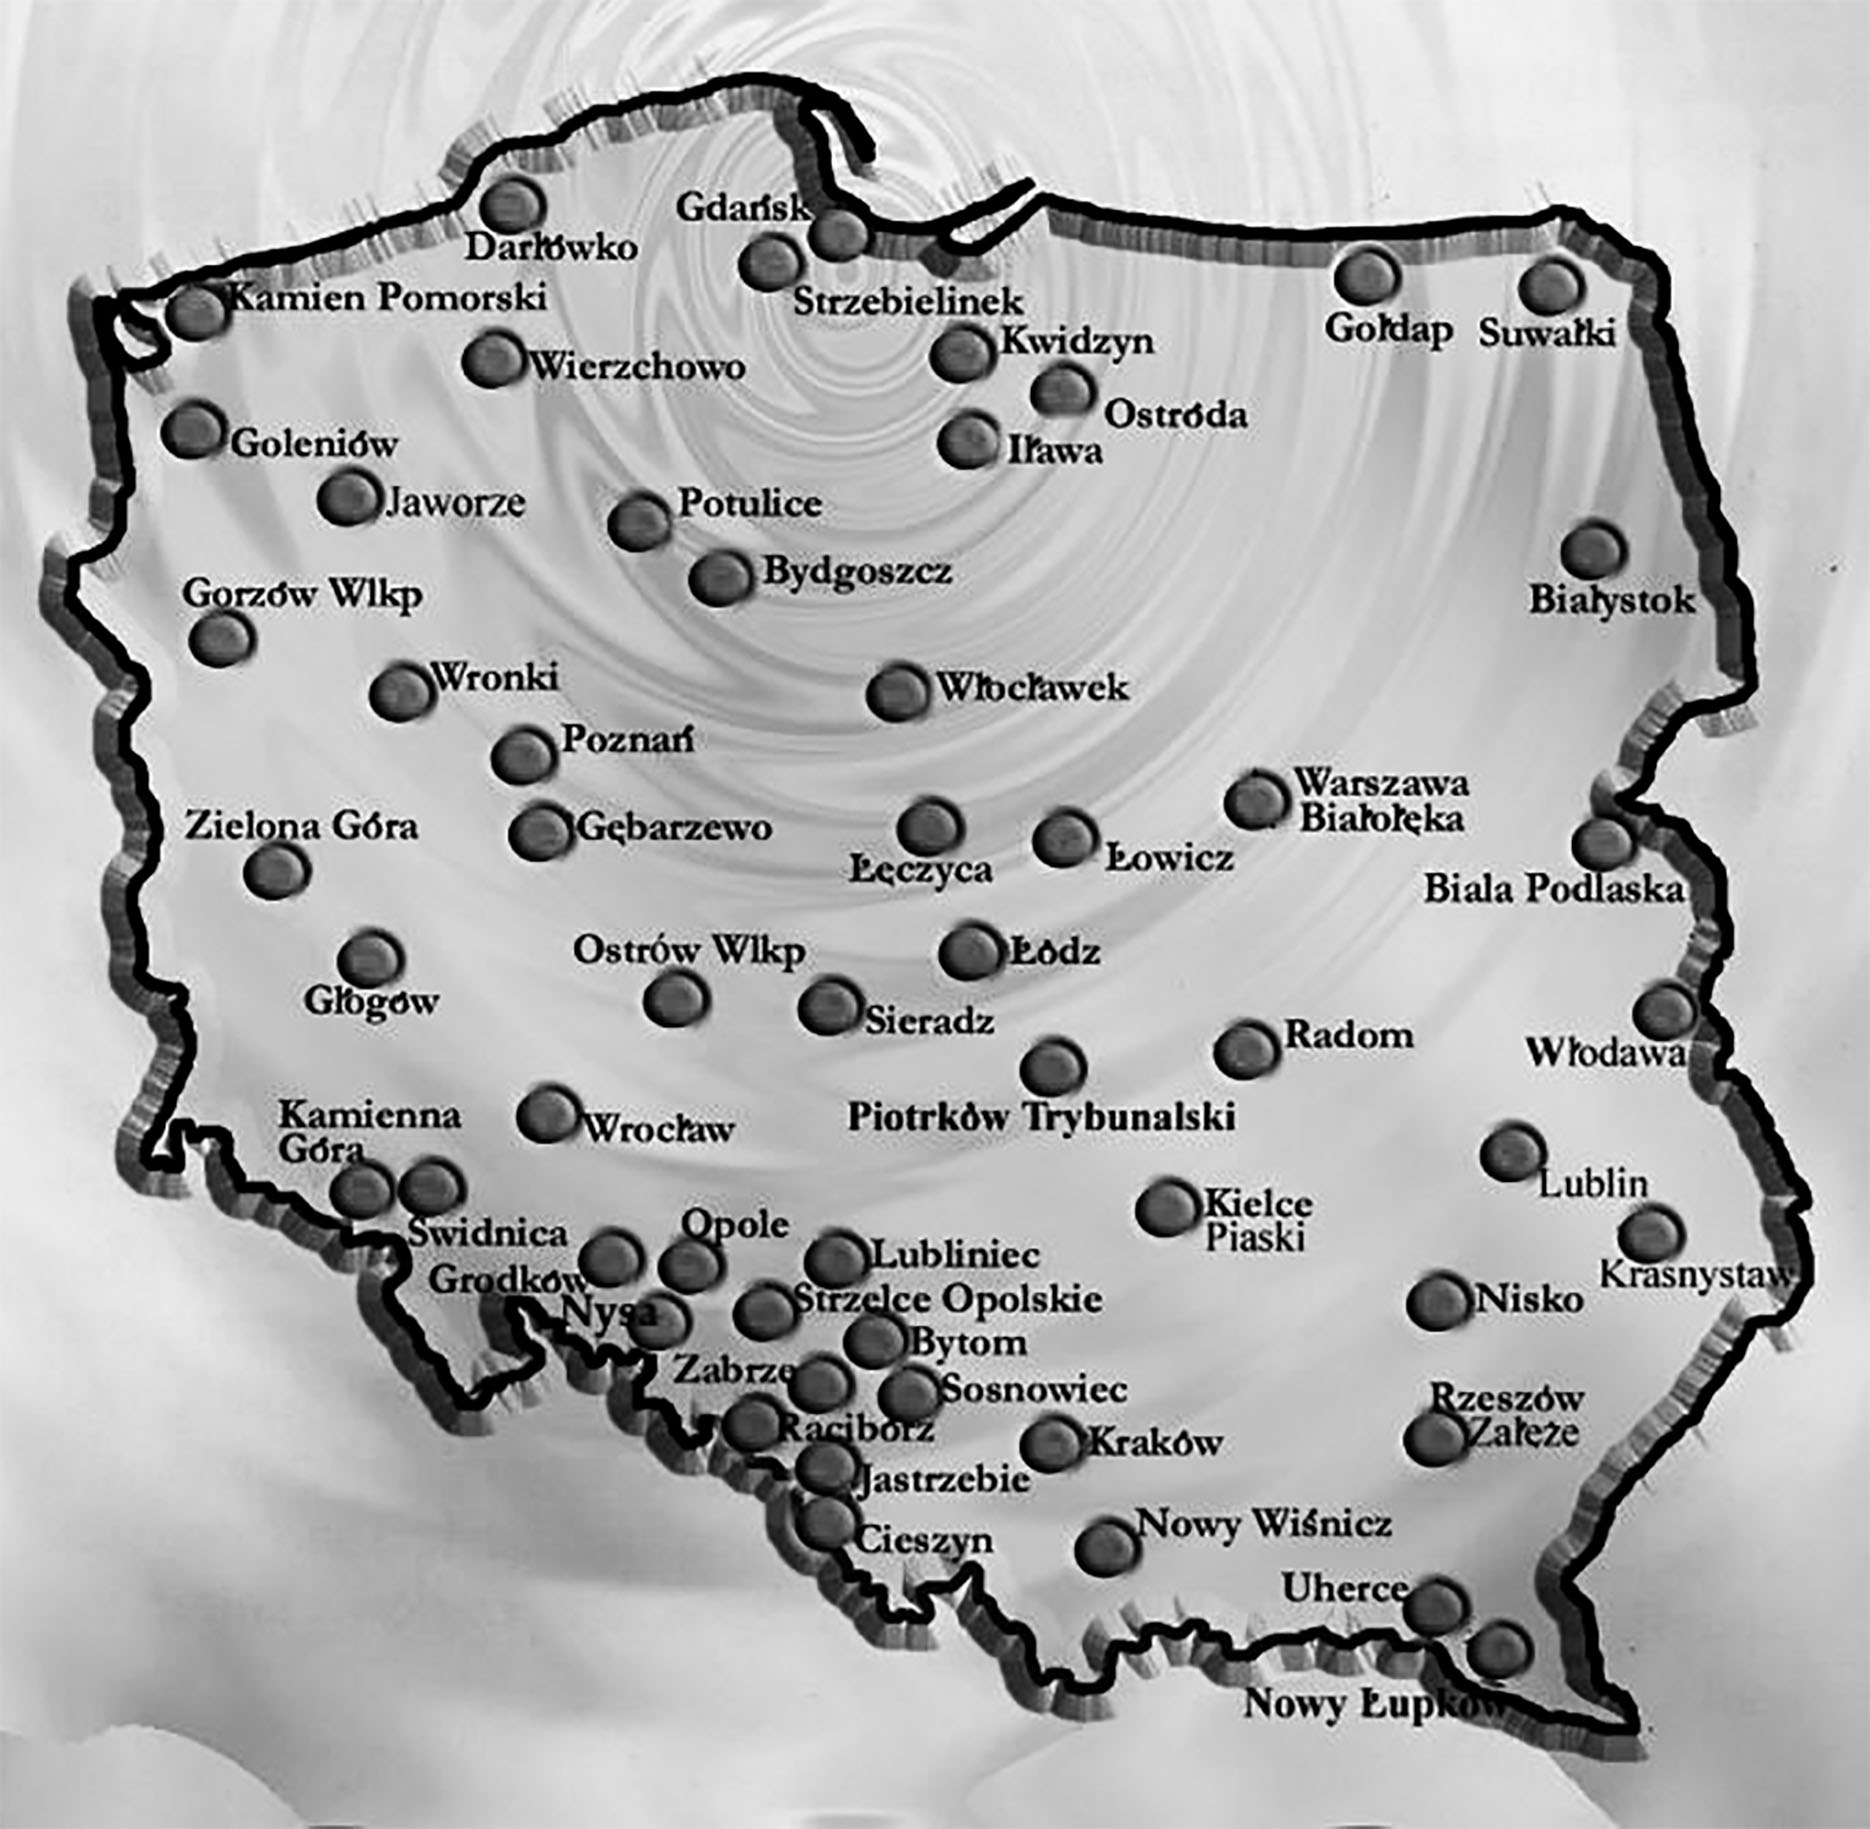 Gdańsk
Darłówko
Kamien Pomorski
Strzebielinek
Gołdap
Suwałki
Kwidzyn
Wierzchowo
Ostróda
Goleniów
Iława
Jaworze
Potulice
Bydgoszcz
Gorzów Wlkp
Białystok
Wronki
Włocławek
Poznań
Warszawa
Białołęka
Zielona Góra
Gębarzewo
Łęczyca
Łowicz
Biala Podlaska
Ostrów Wlkp
Łódz
Głogów
Sieradz
Radom
Włodawa
Kamienna
Góra
Wrocław
Piotrków Trybunalski
Lublin
Kielce
Piaski
Swidnica
Opole
Lubliniec
Krasnystaw
Grodków
Nysa
Strzelce Opolskie
Nisko
Bytom
Zabrze
Sosnowiec
Rzeszów
Załęże
Racibórz
Kraków
Jastrzebie
Cieszyn
Nowy Wiśnicz
Uherce
Nowy Łupków